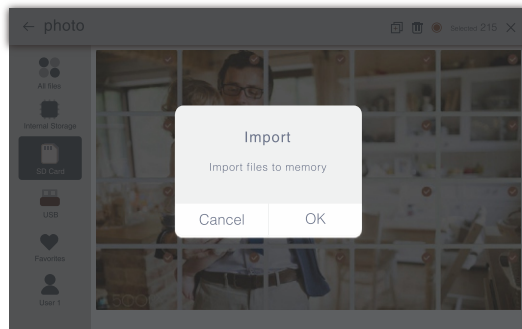 ← photo
Selected 215 ×
All files
Internal Storage
SD Card
USB
Favorites
User 1
Import
Import files to memory
Cancel
OK